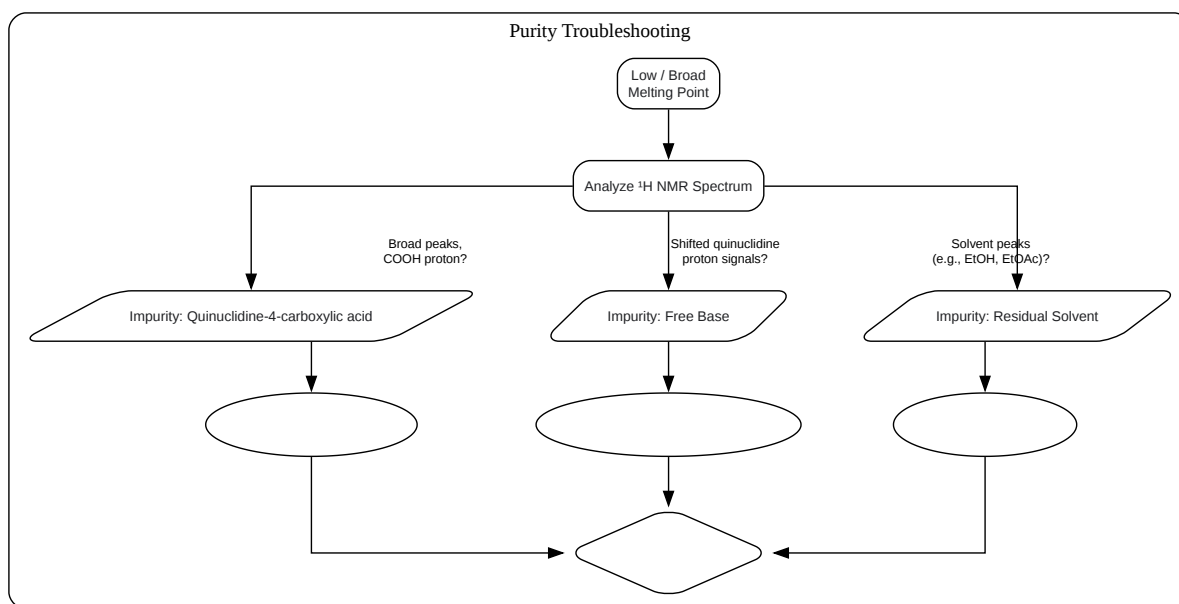 Purity Troubleshooting
Low / Broad
Melting Point
Analyze ¹H NMR Spectrum
Broad peaks,
COOH proton?
Shifted quinuclidine
proton signals?
Solvent peaks
(e.g., EtOH, EtOAc)?
Impurity: Quinuclidine-4-carboxylic acid
Impurity: Free Base
Impurity: Residual Solvent